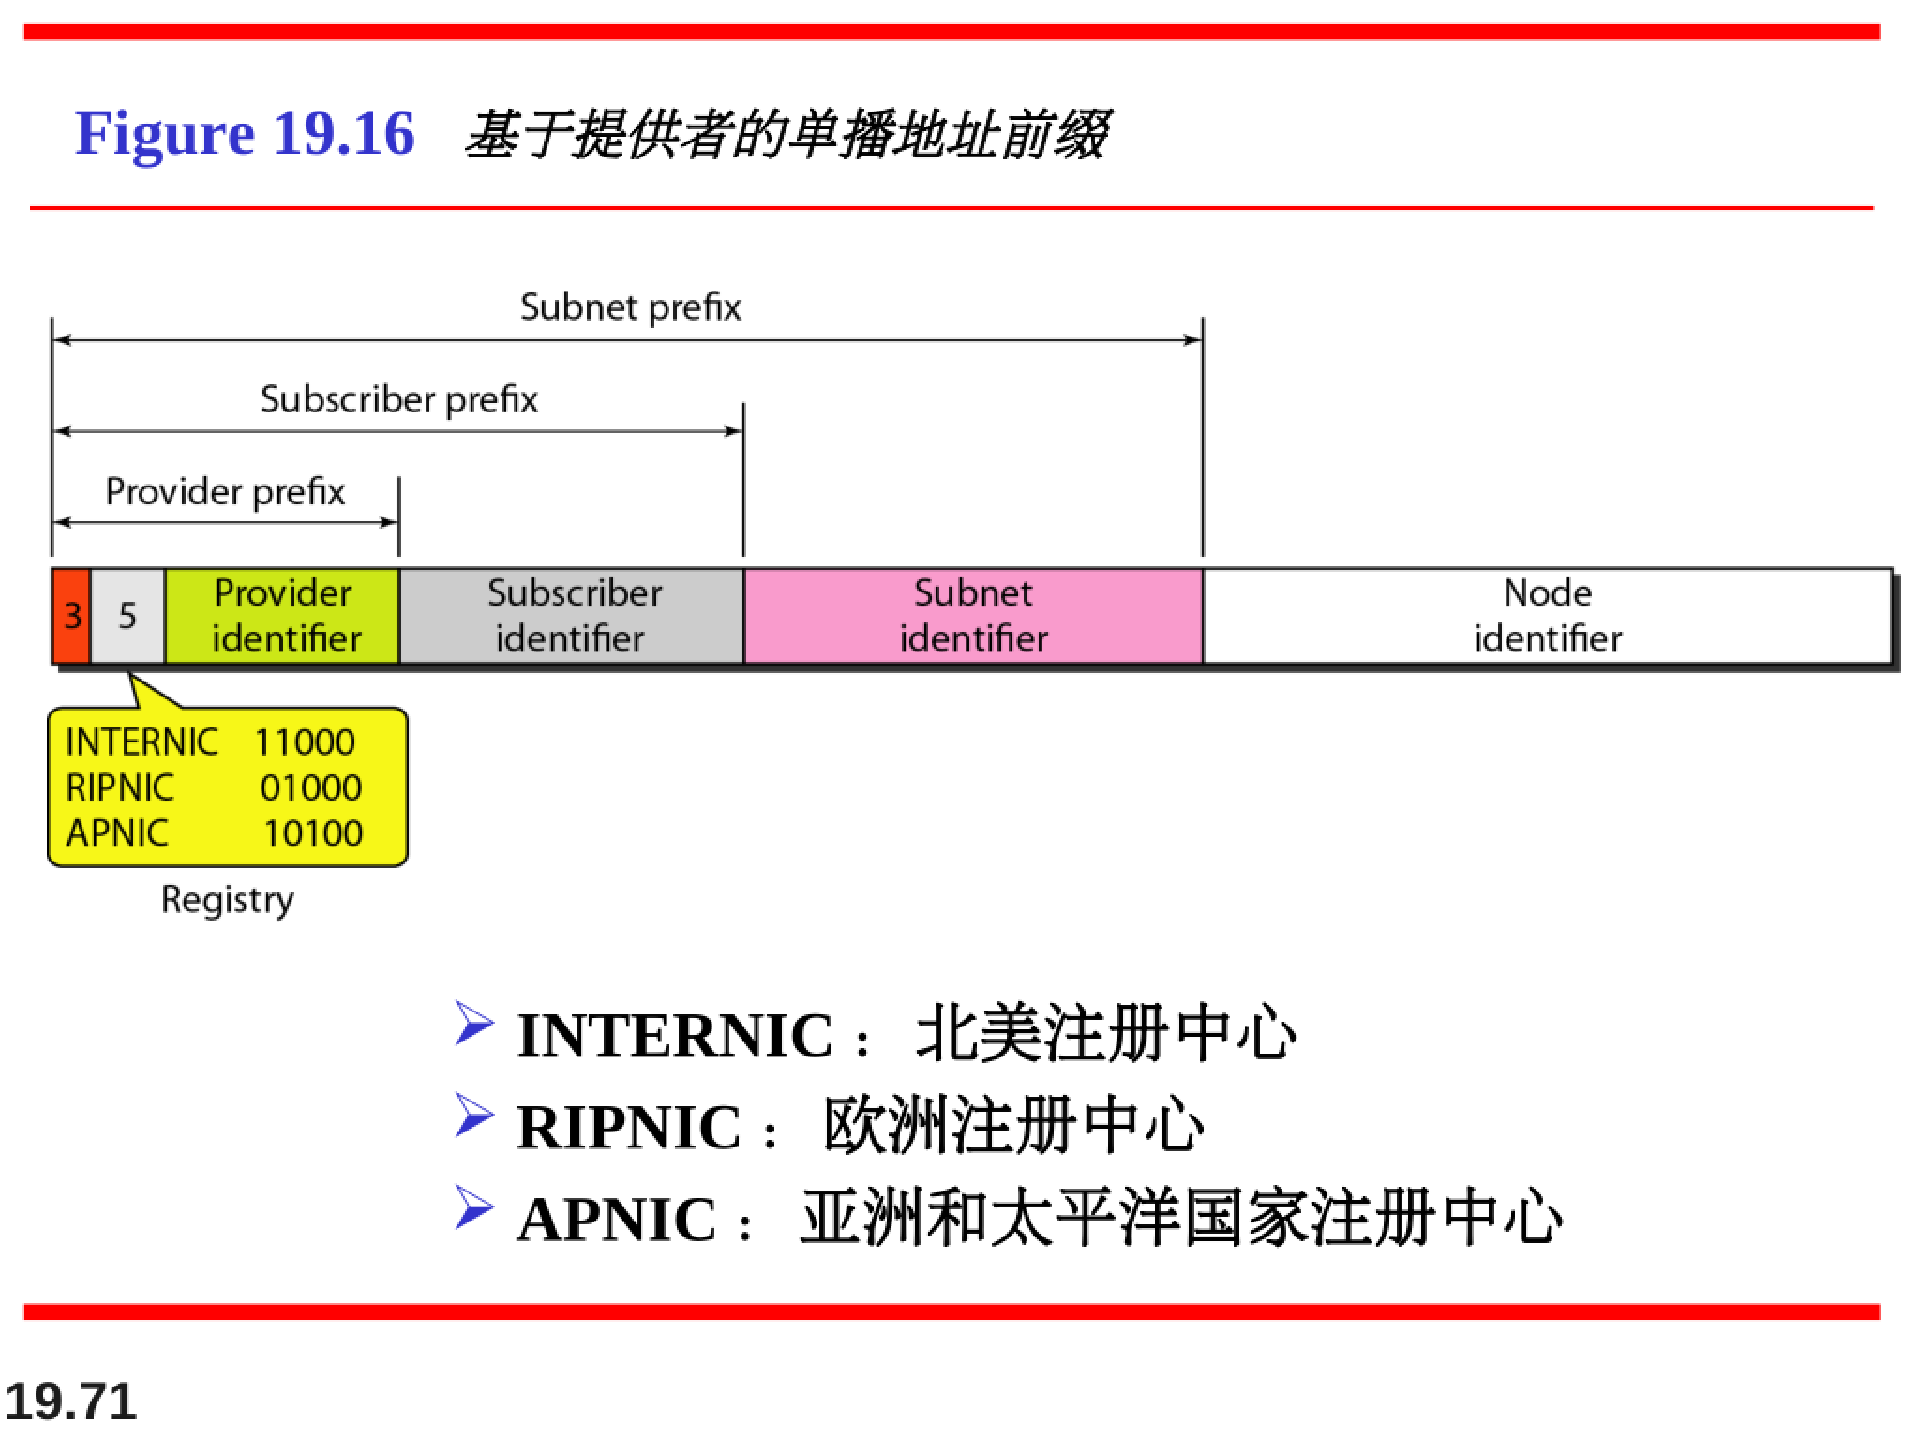 Figure 19.16 基于提供者的单播地址前缀
Subnet prefix
Subscriber prefix
Provider prefix
3
5
Provider
identifier
Subscriber
identifier
Subnet
identifier
Node
identifier
INTERNIC 11000
RIPNIC 01000
APNIC 10100
Registry
INTERNIC： 北美注册中心
RIPNIC： 欧洲注册中心
APNIC： 亚洲和太平洋国家注册中心
19.71